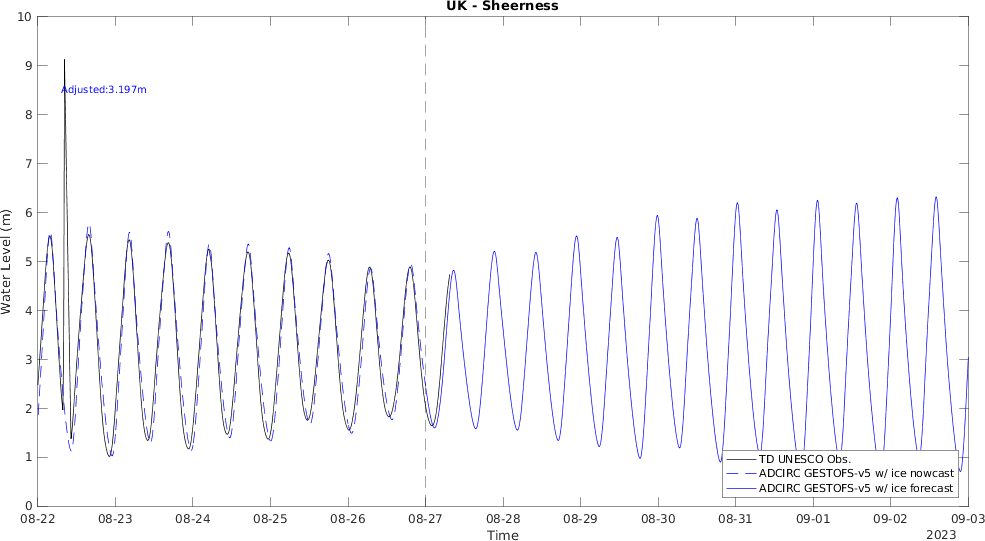 UK - Sheerness
10
9
8
7
6
5
4
3
2
1
0
Water Level (m)
Adjusted:3.197m
TD UNESCO Obs.
ADCIRC GESTOFS-v5 w/ ice nowcast
ADCIRC GESTOFS-v5 w/ ice forecast
08-22 08-23 08-24 08-25 08-26 08-27 08-28 08-29 08-30 08-31 09-01 09-02 09-03
Time
2023